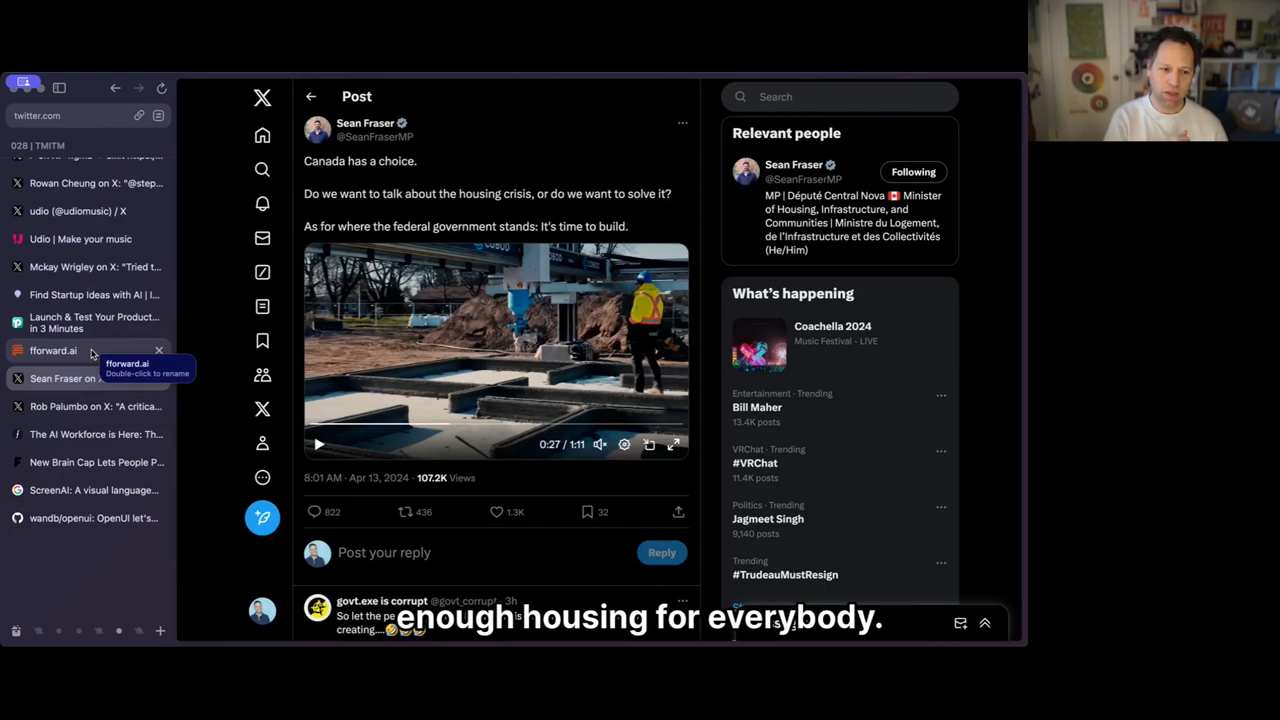 twitter.com
028 | TMITM
Rowan Cheung on X: "@step...
udio (@udiomusic) / X
Udio | Make your music
Mckay Wrigley on X: "Tried t...
Find Startup Ideas with AI | I...
Launch & Test Your Product...
in 3 Minutes
fforward.ai
fforward.ai
Double-click to rename
Sean Fraser on
Rob Palumbo on X: "A critica...
The AI Workforce is Here: Th...
New Brain Cap Lets People P...
ScreenAI: A visual language...
wandb/openui: OpenUI let's...
Post
Sean Fraser
@SeanFraserMP
Canada has a choice.
Do we want to talk about the housing crisis, or do we want to solve it?
As for where the federal government stands: It's time to build.
COBOD
0:27 / 1:11
8:01 AM · Apr 13, 2024 · 107.2K Views
822
436
1.3K
32
Post your reply
Reply
govt.exe is corrupt @govt_corrupt · 3h
So let the pe
creating....
enough housing for everybody.
Search
Relevant people
Sean Fraser
@SeanFraserMP
Following
MP | Député Central Nova 🇨🇦 Minister
of Housing, Infrastructure, and
Communities | Ministre du Logement,
de l'Infrastructure et des Collectivités
(He/Him)
What's happening
Coachella 2024
Music Festival · LIVE
Entertainment · Trending
Bill Maher
13.4K posts
VRChat · Trending
#VRChat
11.4K posts
Politics · Trending
Jagmeet Singh
9,140 posts
Trending
#TrudeauMustResign